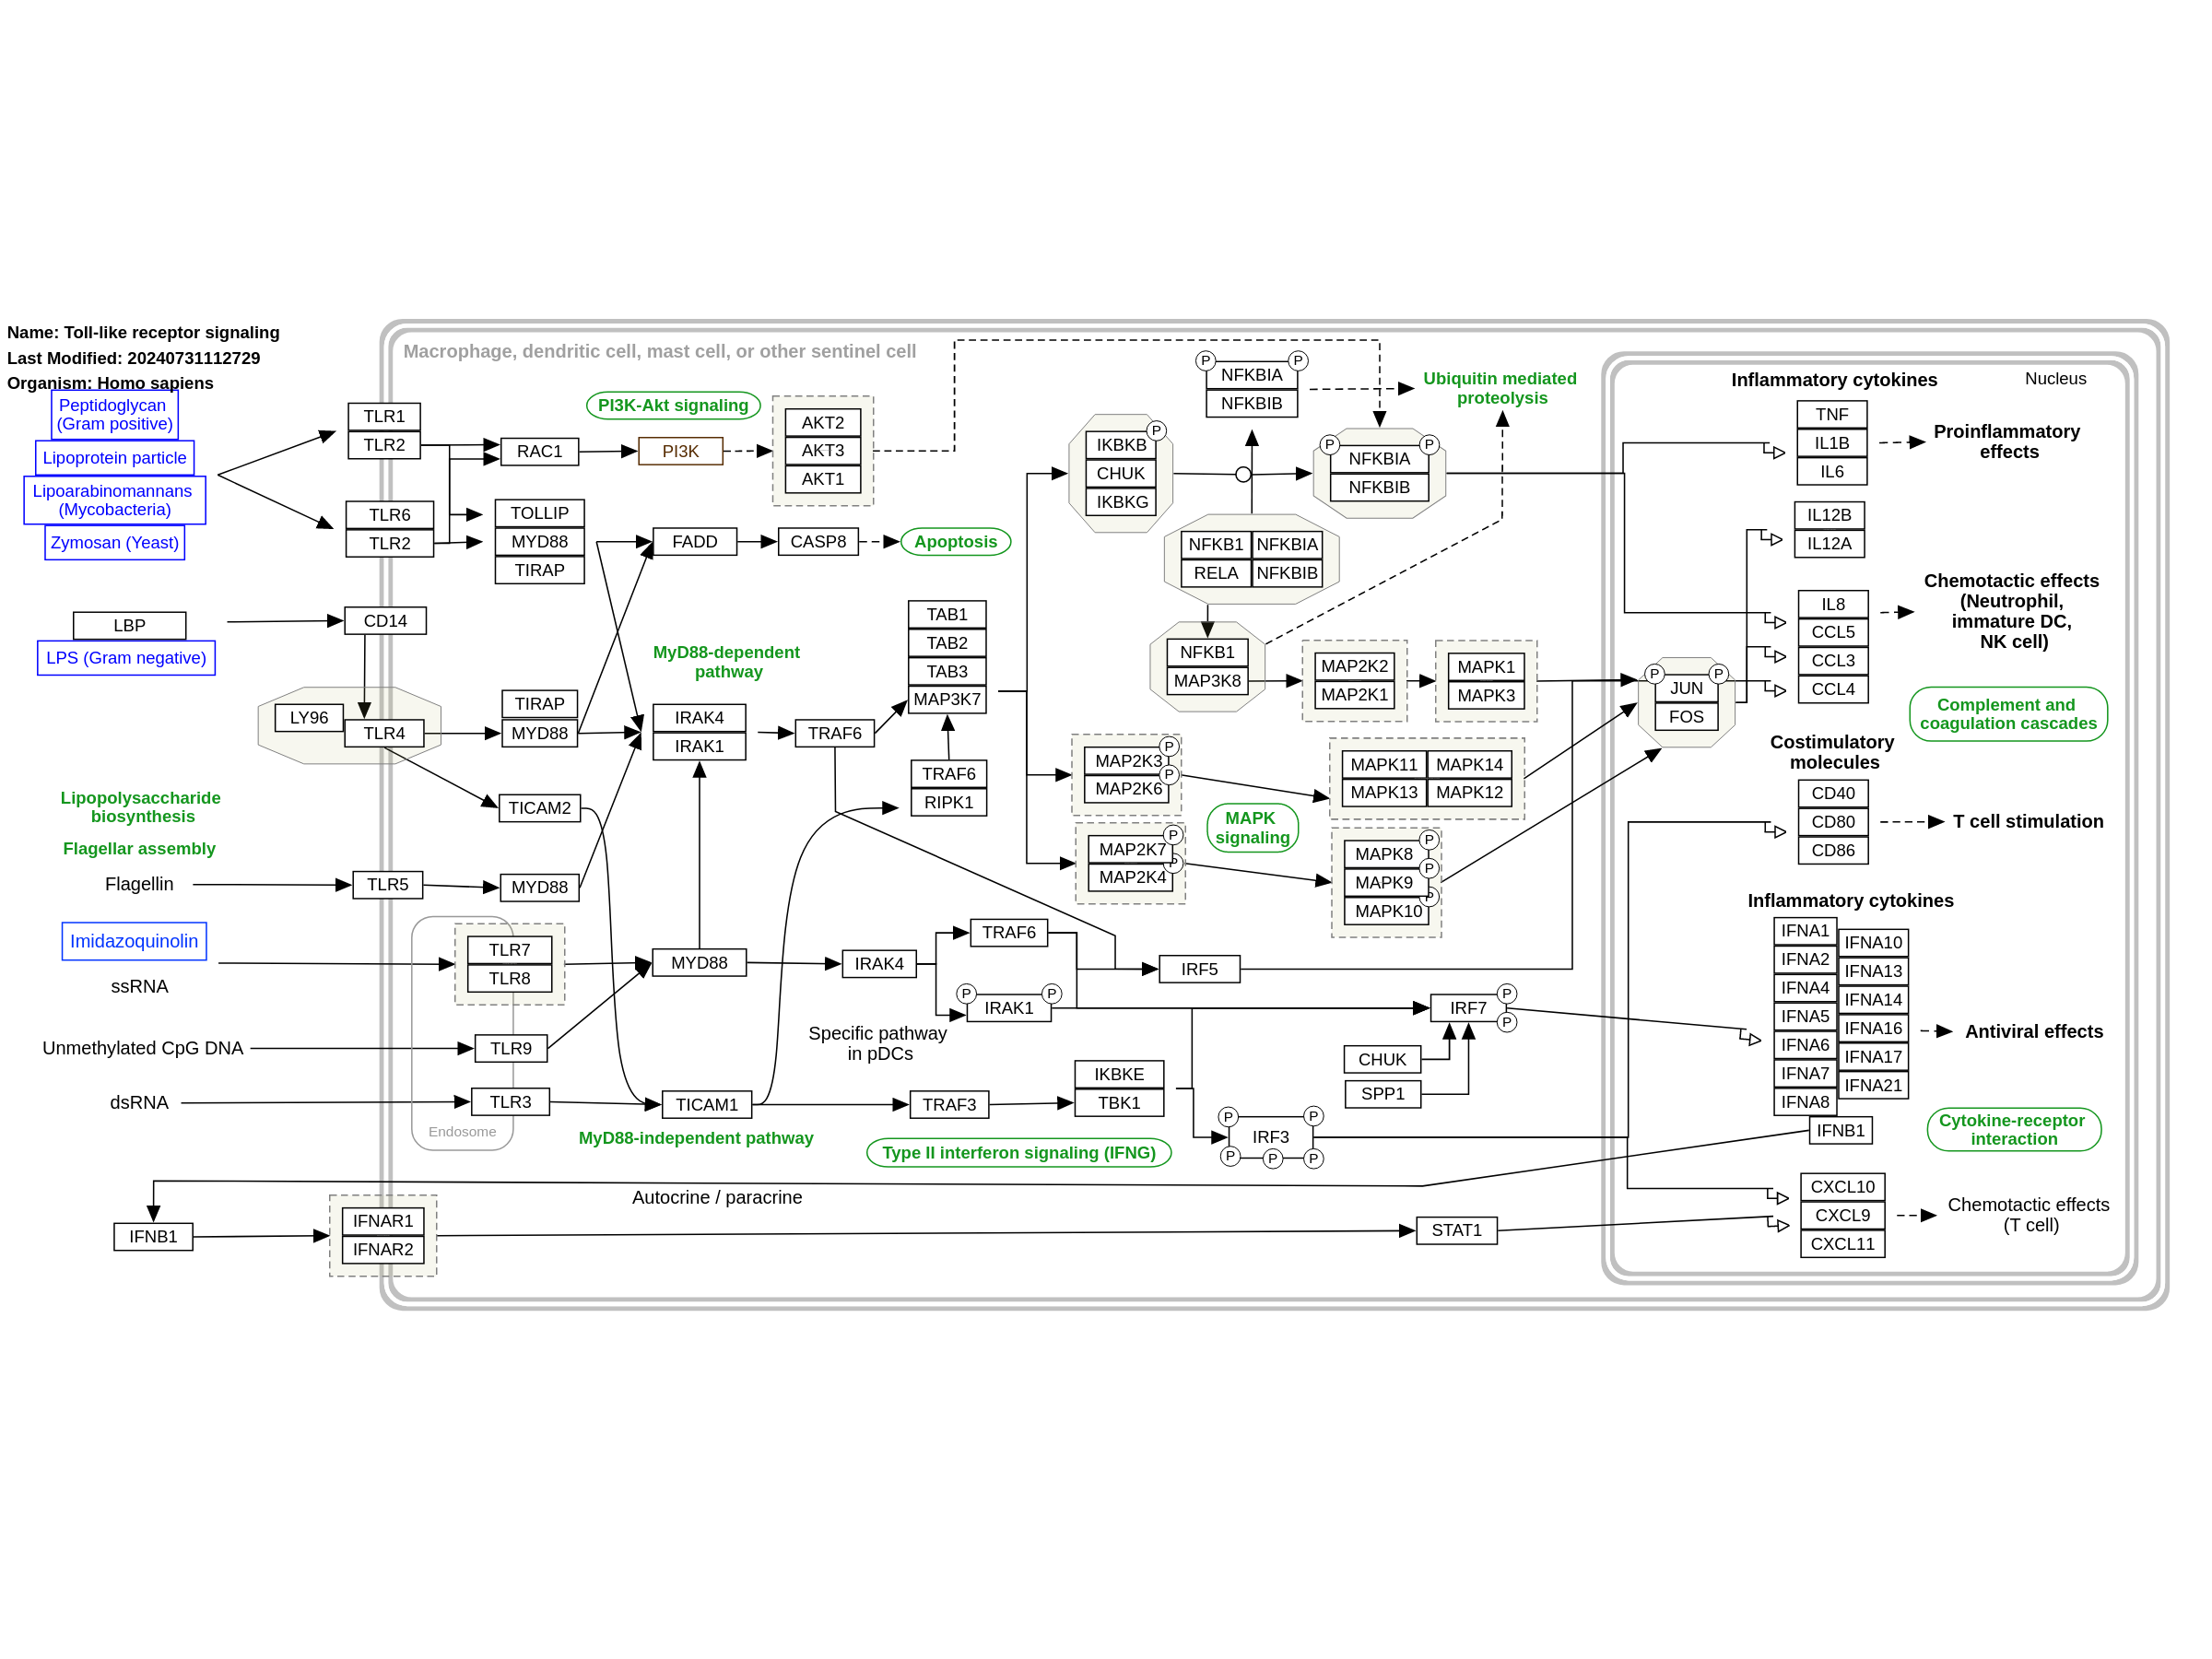 Name: Toll-like receptor signaling
Last Modified: 20240731112729
Organism: Homo sapiens
Peptidoglycan
(Gram positive)
Lipoprotein particle
Lipoarabinomannans
(Mycobacteria)
Zymosan (Yeast)
LBP
LPS (Gram negative)
Lipopolysaccharide
biosynthesis
Flagellar assembly
Flagellin
Imidazoquinolin
ssRNA
Unmethylated CpG DNA
dsRNA
IFNB1
Macrophage, dendritic cell, mast cell, or other sentinel cell
TLR1
TLR2
TLR6
TLR2
CD14
LY96
TLR4
TLR5
TLR7
TLR8
TLR9
TLR3
Endosome
IFNAR1
IFNAR2
RAC1
TOLLIP
MYD88
TIRAP
TIRAP
MYD88
TICAM2
MYD88
PI3K-Akt signaling
PI3K
AKT2
AKT3
AKT1
FADD
CASP8
Apoptosis
MyD88-dependent
pathway
IRAK4
IRAK1
TRAF6
TAB1
TAB2
TAB3
MAP3K7
TRAF6
RIPK1
MYD88
IRAK4
TRAF6
P
P
IRAK1
Specific pathway
in pDCs
TICAM1
MyD88-independent pathway
TRAF3
IKBKE
TBK1
Type II interferon signaling (IFNG)
Autocrine / paracrine
P
IKBKB
CHUK
IKBKG
P
P
NFKBIA
NFKBIB
Ubiquitin mediated
proteolysis
P
P
NFKBIA
NFKBIB
NFKB1
NFKBIA
RELA
NFKBIB
NFKB1
MAP3K8
MAP2K2
MAP2K1
MAPK1
MAPK3
P
MAP2K3
P
MAP2K6
MAPK11
MAPK14
MAPK13
MAPK12
MAPK
signaling
P
MAP2K7
P
MAP2K4
P
MAPK8
P
MAPK9
P
MAPK10
IRF5
IRF7
P
P
CHUK
SPP1
P
P
IRF3
P
P
P
STAT1
P
P
JUN
FOS
Nucleus
Inflammatory cytokines
TNF
IL1B
IL6
Proinflammatory
effects
IL12B
IL12A
IL8
CCL5
CCL3
CCL4
Chemotactic effects
(Neutrophil,
immature DC,
NK cell)
Complement and
coagulation cascades
Costimulatory
molecules
CD40
CD80
CD86
T cell stimulation
Inflammatory cytokines
IFNA1
IFNA2
IFNA4
IFNA5
IFNA6
IFNA7
IFNA8
IFNA10
IFNA13
IFNA14
IFNA16
IFNA17
IFNA21
IFNB1
Antiviral effects
Cytokine-receptor
interaction
CXCL10
CXCL9
CXCL11
Chemotactic effects
(T cell)